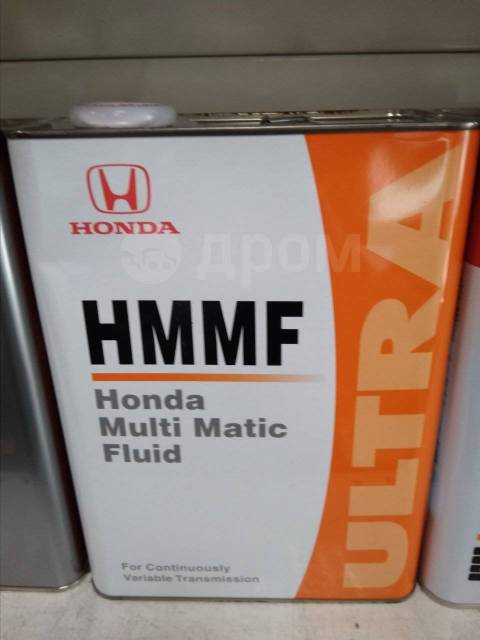 HONDA
дром
HMMF
Honda
Multi Matic
Fluid
ULTRA
For Continuously
Variable Transmission